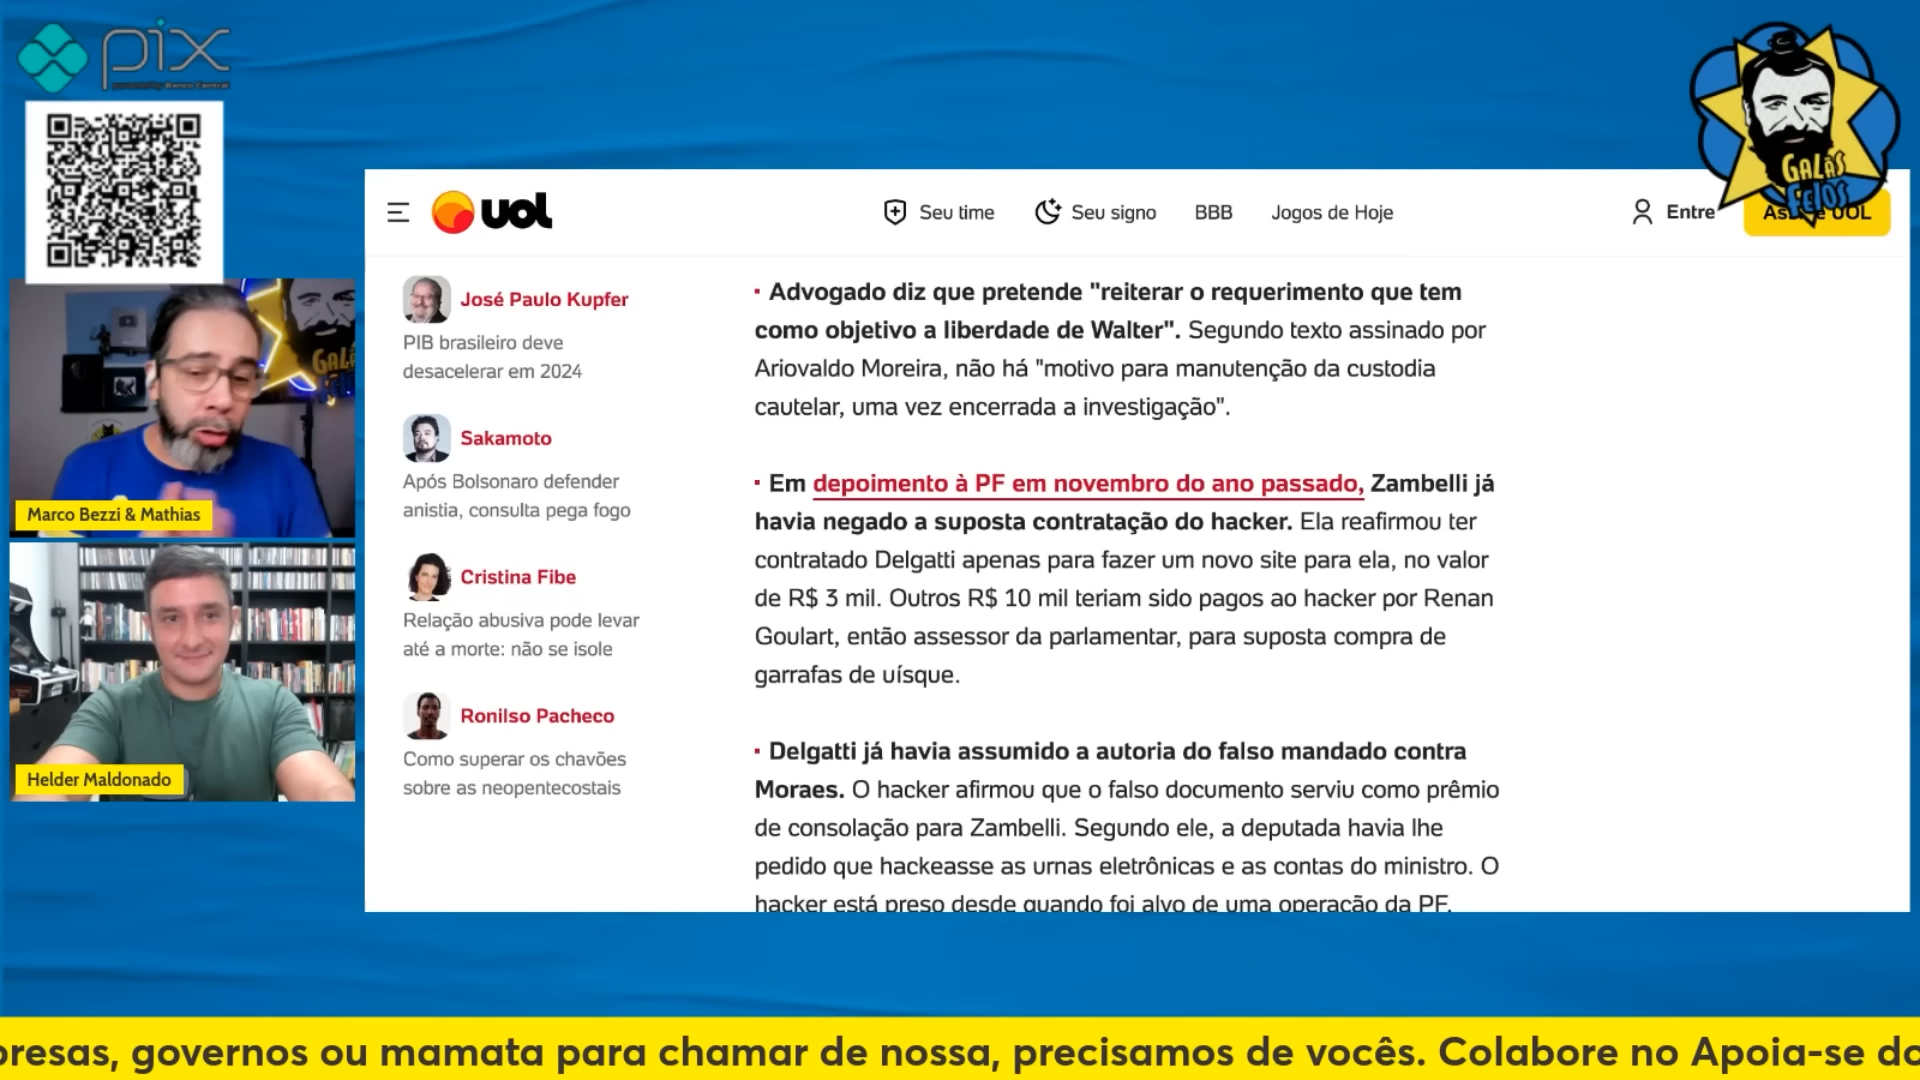 pix
powered by Banco Central
GALÃS
FEIOS
uol
Seu time
Seu signo
BBB
Jogos de Hoje
Entre
UOL
José Paulo Kupfer
PIB brasileiro deve
desacelerar em 2024
Sakamoto
Após Bolsonaro defender
anistia, consulta pega fogo
Cristina Fibe
Relação abusiva pode levar
até a morte: não se isole
Ronilso Pacheco
Como superar os chavões
sobre as neopentecostais
Advogado diz que pretende "reiterar o requerimento que tem
como objetivo a liberdade de Walter". Segundo texto assinado por
Ariovaldo Moreira, não há "motivo para manutenção da custodia
cautelar, uma vez encerrada a investigação".
Em depoimento à PF em novembro do ano passado, Zambelli já
havia negado a suposta contratação do hacker. Ela reafirmou ter
contratado Delgatti apenas para fazer um novo site para ela, no valor
de R$ 3 mil. Outros R$ 10 mil teriam sido pagos ao hacker por Renan
Goulart, então assessor da parlamentar, para suposta compra de
garrafas de uísque.
Delgatti já havia assumido a autoria do falso mandado contra
Moraes. O hacker afirmou que o falso documento serviu como prêmio
de consolação para Zambelli. Segundo ele, a deputada havia lhe
pedido que hackeasse as urnas eletrônicas e as contas do ministro. O
hacker está preso desde quando foi alvo de uma operação da PF.
Marco Bezzi & Mathias
Helder Maldonado
presas, governos ou mamata para chamar de nossa, precisamos de vocês. Colabore no Apoia-se do